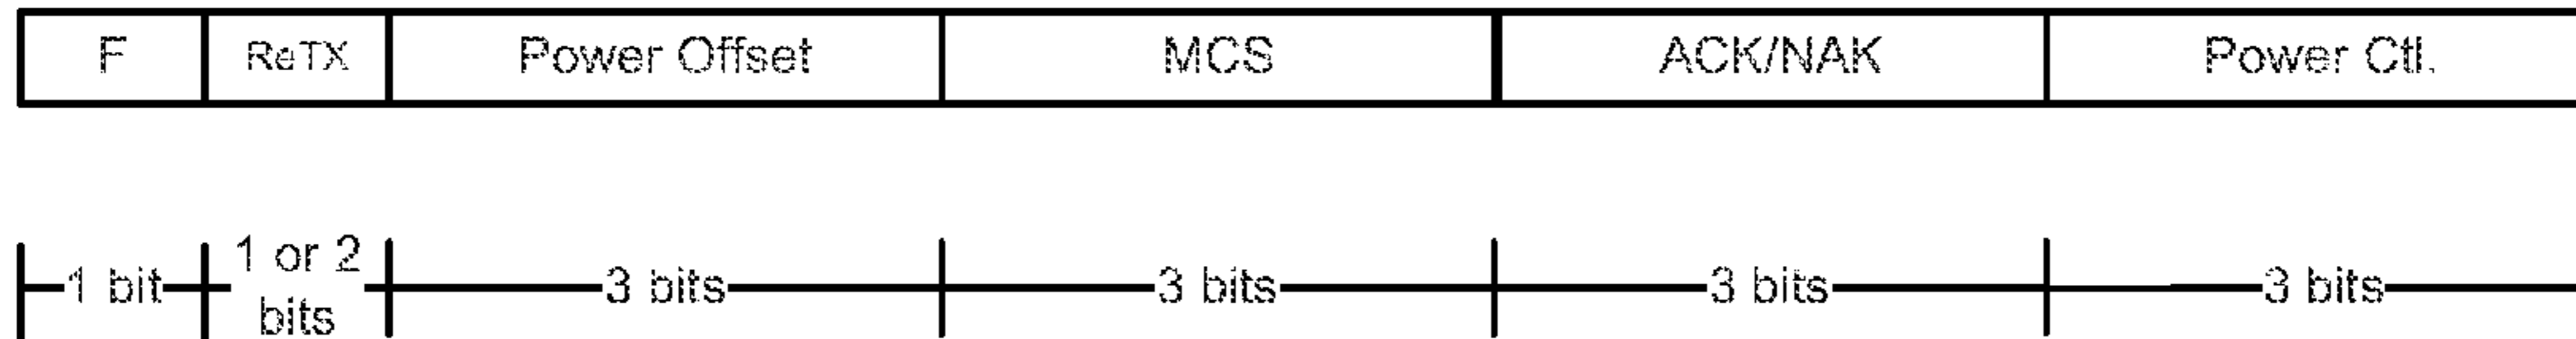 F ReTX Power Offset MCS ACK/NAK Power Ctl.
1 bit 1 or 2 bits 3 bits 3 bits 3 bits 3 bits